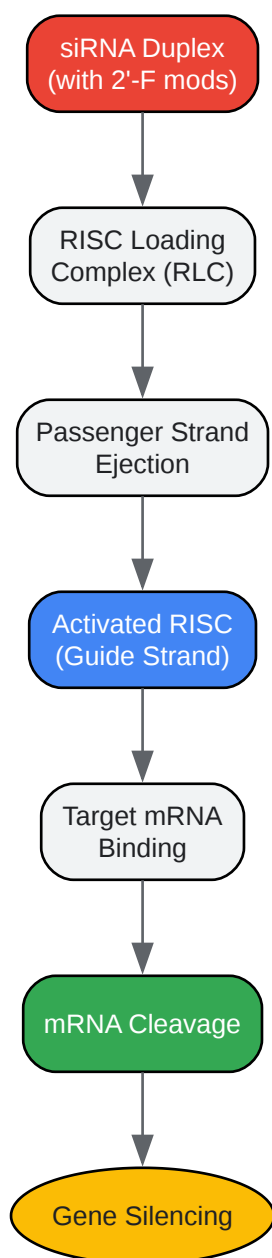 siRNA Duplex
(with 2'-F mods)
RISC Loading
Complex (RLC)
Passenger Strand
Ejection
Activated RISC
(Guide Strand)
Target mRNA
Binding
mRNA Cleavage
Gene Silencing